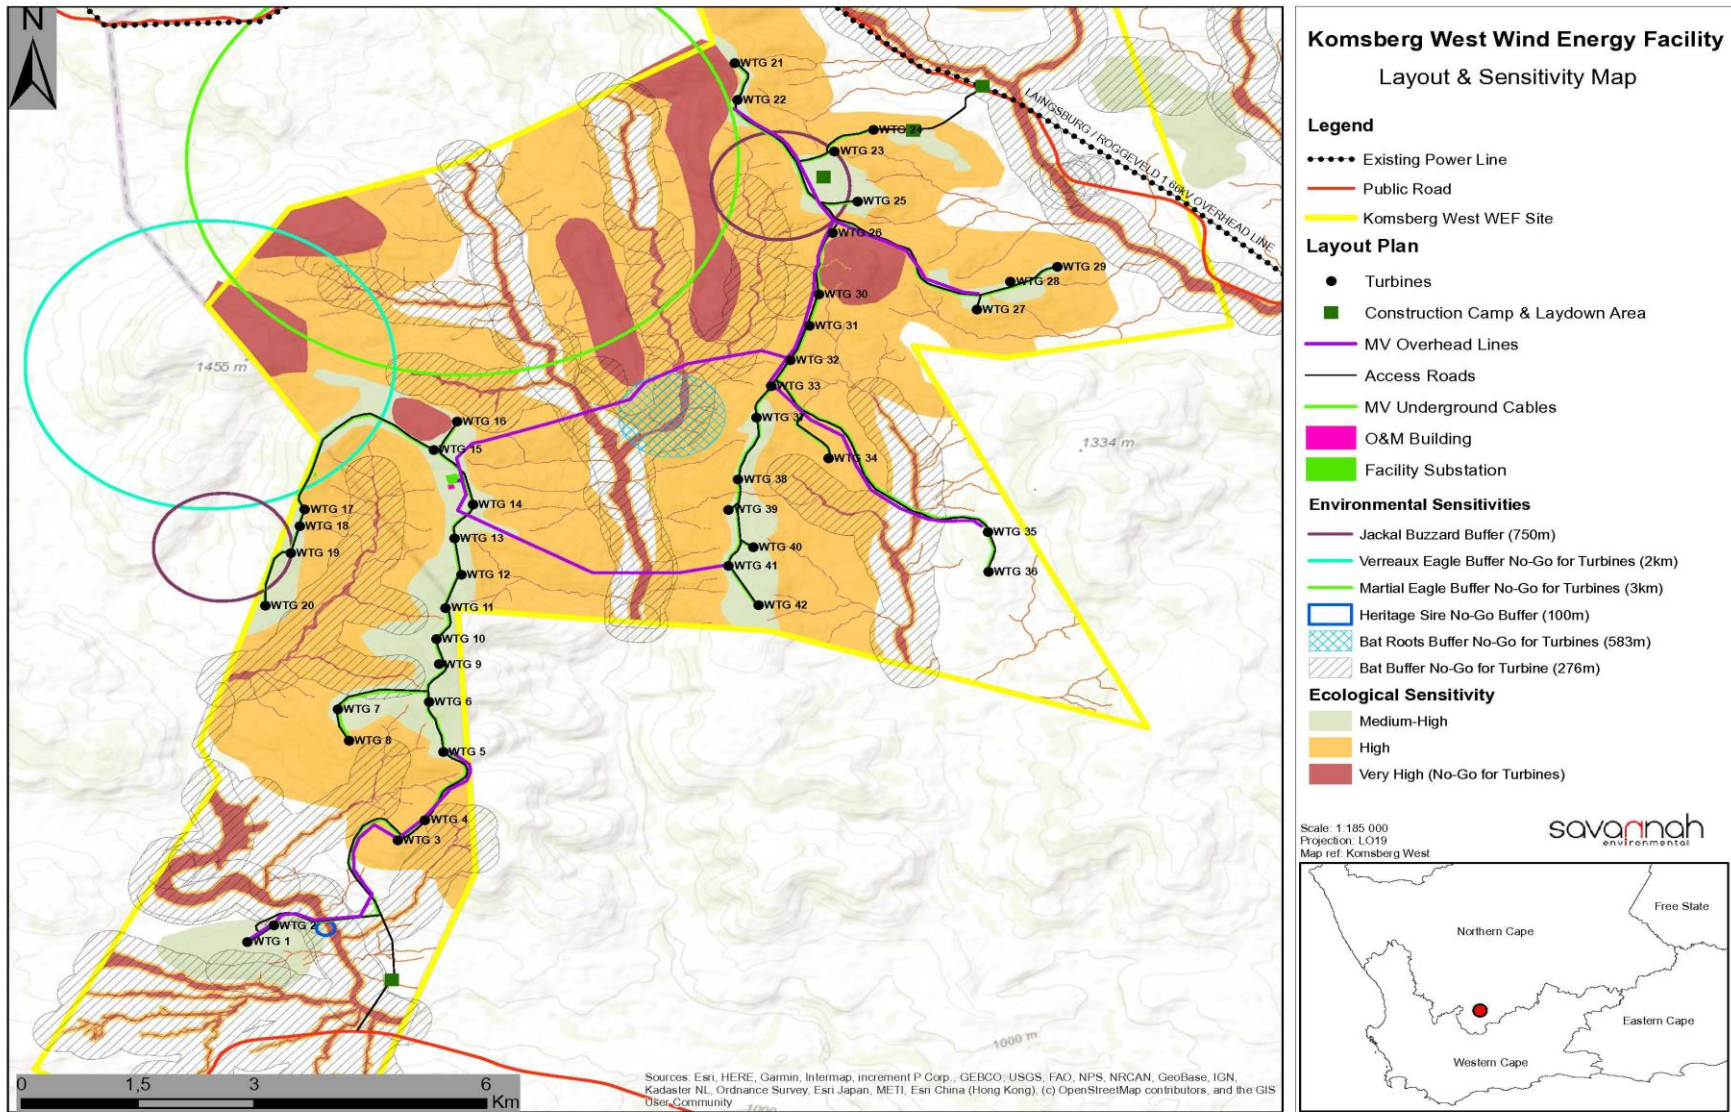 N
WTG 21
WTG 22
WTG 24
WTG 23
WTG 25
WTG 26
LAINGSBURG / ROGGEVELD 1 66kV OVERHEAD LINE
WTG 29
WTG 28
WTG 27
WTG 30
WTG 31
WTG 32
WTG 33
1455 m
WTG 16
WTG 37
WTG 15
WTG 34
1334 m
WTG 38
WTG 14
WTG 17
WTG 39
WTG 18
WTG 35
WTG 13
WTG 19
WTG 40
WTG 41
WTG 36
WTG 12
WTG 20
WTG 11
WTG 42
WTG 10
WTG 9
WTG 6
WTG 7
WTG 8
WTG 5
WTG 4
WTG 3
WTG 2
WTG 1
1000 m
1000
0 1,5 3 6
Km
Sources: Esri, HERE, Garmin, Intermap, increment P Corp., GEBCO, USGS, FAO, NPS, NRCAN, GeoBase, IGN,
Kadaster NL, Ordnance Survey, Esri Japan, METI, Esri China (Hong Kong), (c) OpenStreetMap contributors, and the GIS
User Community
Komsberg West Wind Energy Facility
Layout & Sensitivity Map
Legend
Existing Power Line
Public Road
Komsberg West WEF Site
Layout Plan
Turbines
Construction Camp & Laydown Area
MV Overhead Lines
Access Roads
MV Underground Cables
O&M Building
Facility Substation
Environmental Sensitivities
Jackal Buzzard Buffer (750m)
Verreaux Eagle Buffer No-Go for Turbines (2km)
Martial Eagle Buffer No-Go for Turbines (3km)
Heritage Sire No-Go Buffer (100m)
Bat Roots Buffer No-Go for Turbines (583m)
Bat Buffer No-Go for Turbine (276m)
Ecological Sensitivity
Medium-High
High
Very High (No-Go for Turbines)
Scale: 1:185 000
Projection: LO19
Map ref: Komsberg West
savannah
environmental
Free State
Northern Cape
Eastern Cape
Western Cape